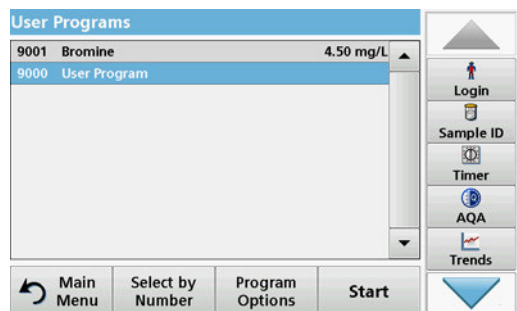 User Programs
9001 Bromine 4.50 mg/L
9000 User Program
Login
Sample ID
Timer
AQA
Trends
Main
Menu
Select by
Number
Program
Options
Start